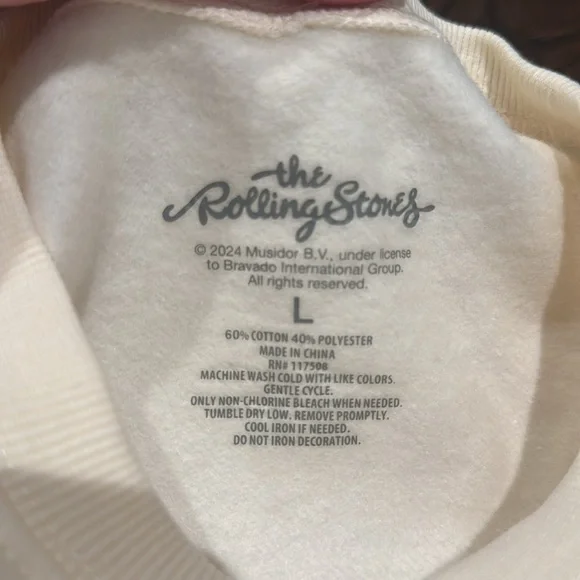 the
Rolling Stones
© 2024 Musidor B.V., under license
to Bravado International Group.
All rights reserved.
L
60% COTTON 40% POLYESTER
MADE IN CHINA
RN# 117508
MACHINE WASH COLD WITH LIKE COLORS.
GENTLE CYCLE.
ONLY NON-CHLORINE BLEACH WHEN NEEDED.
TUMBLE DRY LOW. REMOVE PROMPTLY.
COOL IRON IF NEEDED.
DO NOT IRON DECORATION.